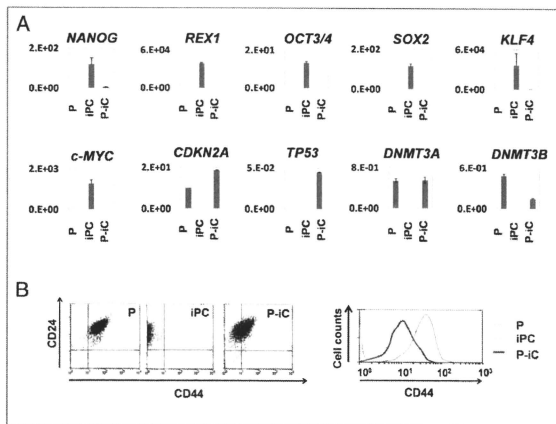 A
NANOG REX1 OCT3/4 SOX2 KLF4
2.E+02 6.E+04 2.E+01 2.E+02 6.E+04
0.E+00 0.E+00 0.E+00 0.E+00 0.E+00
P iPC P-iC P iPC P-iC P iPC P-iC P iPC P-iC P iPC P-iC
c-MYC CDKN2A TP53 DNMT3A DNMT3B
2.E+03 2.E+01 5.E-02 8.E-01 6.E-01
0.E+00 0.E+00 0.E+00 0.E+00 0.E+00
P iPC P-iC P iPC P-iC P iPC P-iC P iPC P-iC P iPC P-iC
B
CD24
P iPC P-iC
CD44
Cell counts
P
iPC
P-iC
10⁰ 10¹ 10² 10³
CD44